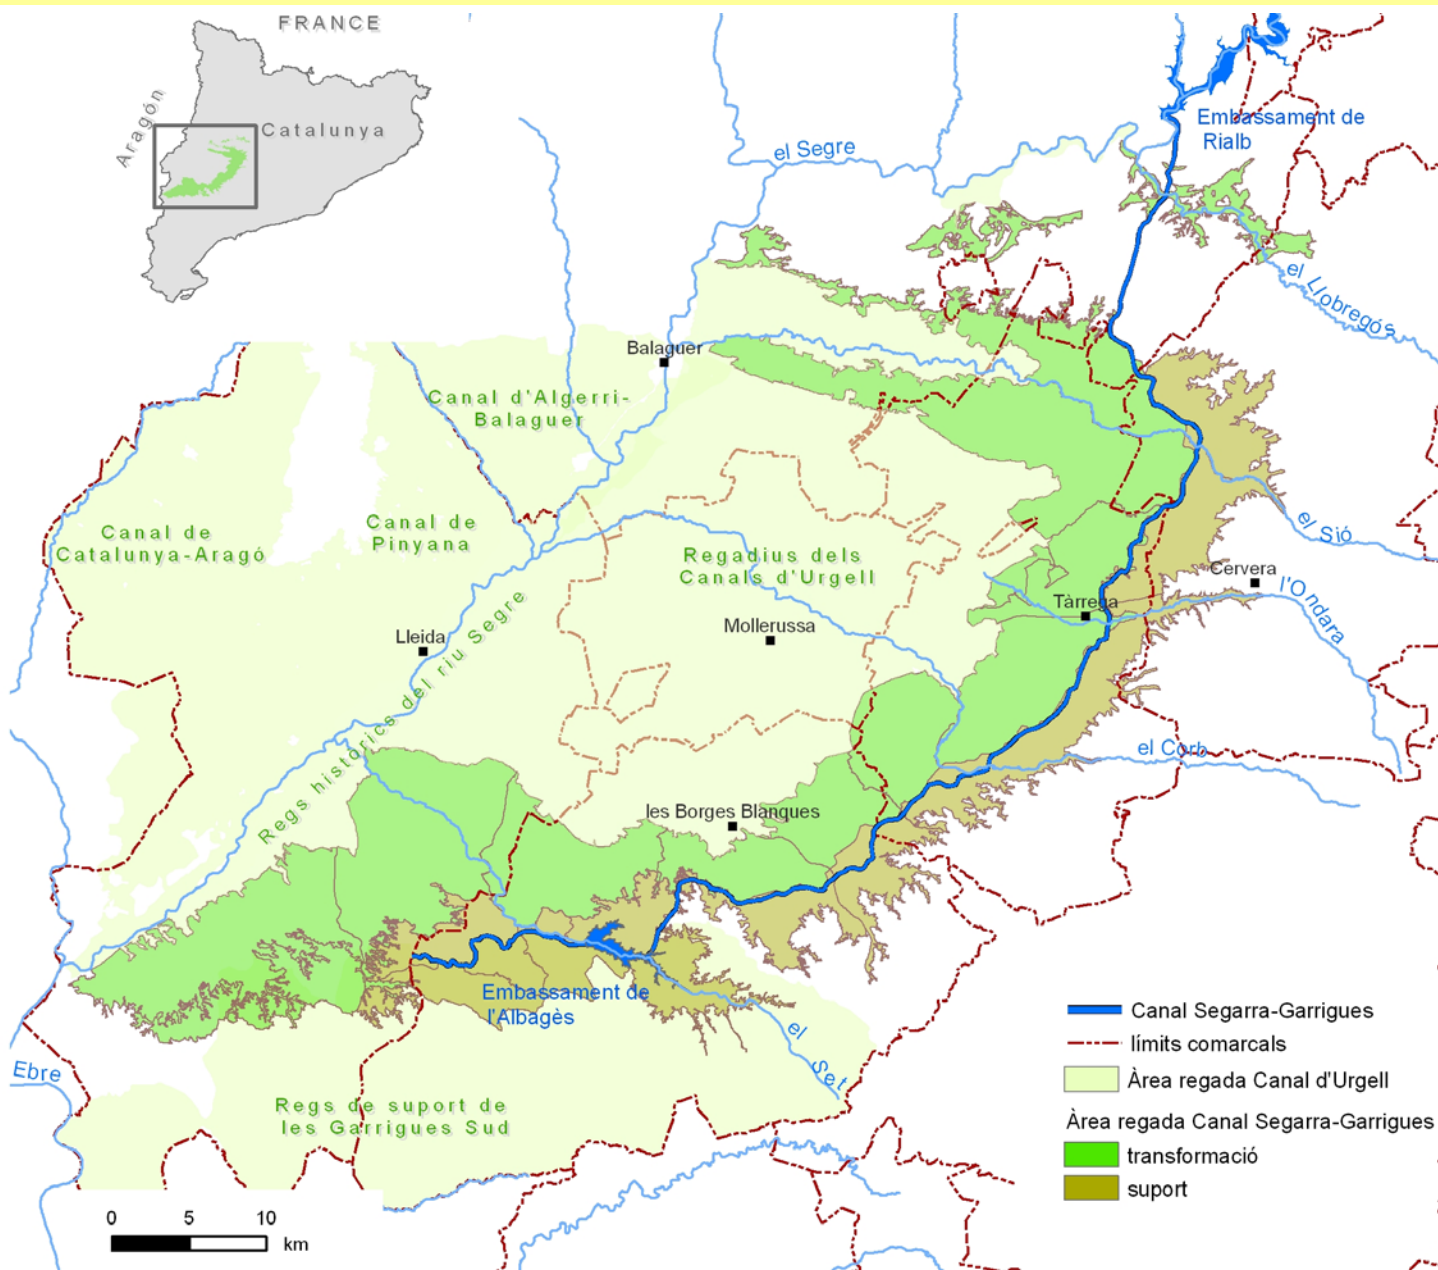 FRANCE
Aragón
Catalunya
Embassament de
Rialb
el Segre
el Llobregós
Balaguer
Canal d'Algerri-
Balaguer
Canal de
Catalunya-Aragó
Canal de
Pinyana
Regadius dels
Canals d'Urgell
el Sió
Cervera
l'Ondara
Tàrrega
Mollerussa
Lleida
Regs històrics del riu Segre
el Corb
les Borges Blanques
Embassament de
l'Albagès
el Set
Ebre
Regs de suport de
les Garrigues Sud
Canal Segarra-Garrigues
límits comarcals
Àrea regada Canal d'Urgell
Àrea regada Canal Segarra-Garrigues
transformació
suport
0 5 10
km